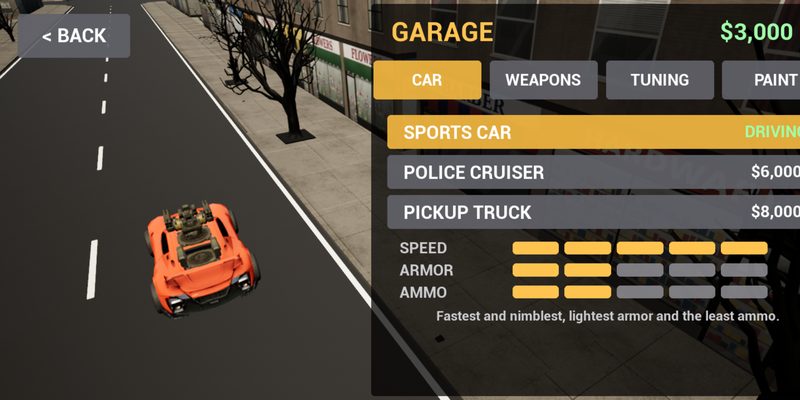 < BACK
GARAGE
$3,000
CAR
WEAPONS
TUNING
PAINT
SPORTS CAR
DRIVING
POLICE CRUISER
$6,000
PICKUP TRUCK
$8,000
SPEED
ARMOR
AMMO
Fastest and nimblest, lightest armor and the least ammo.